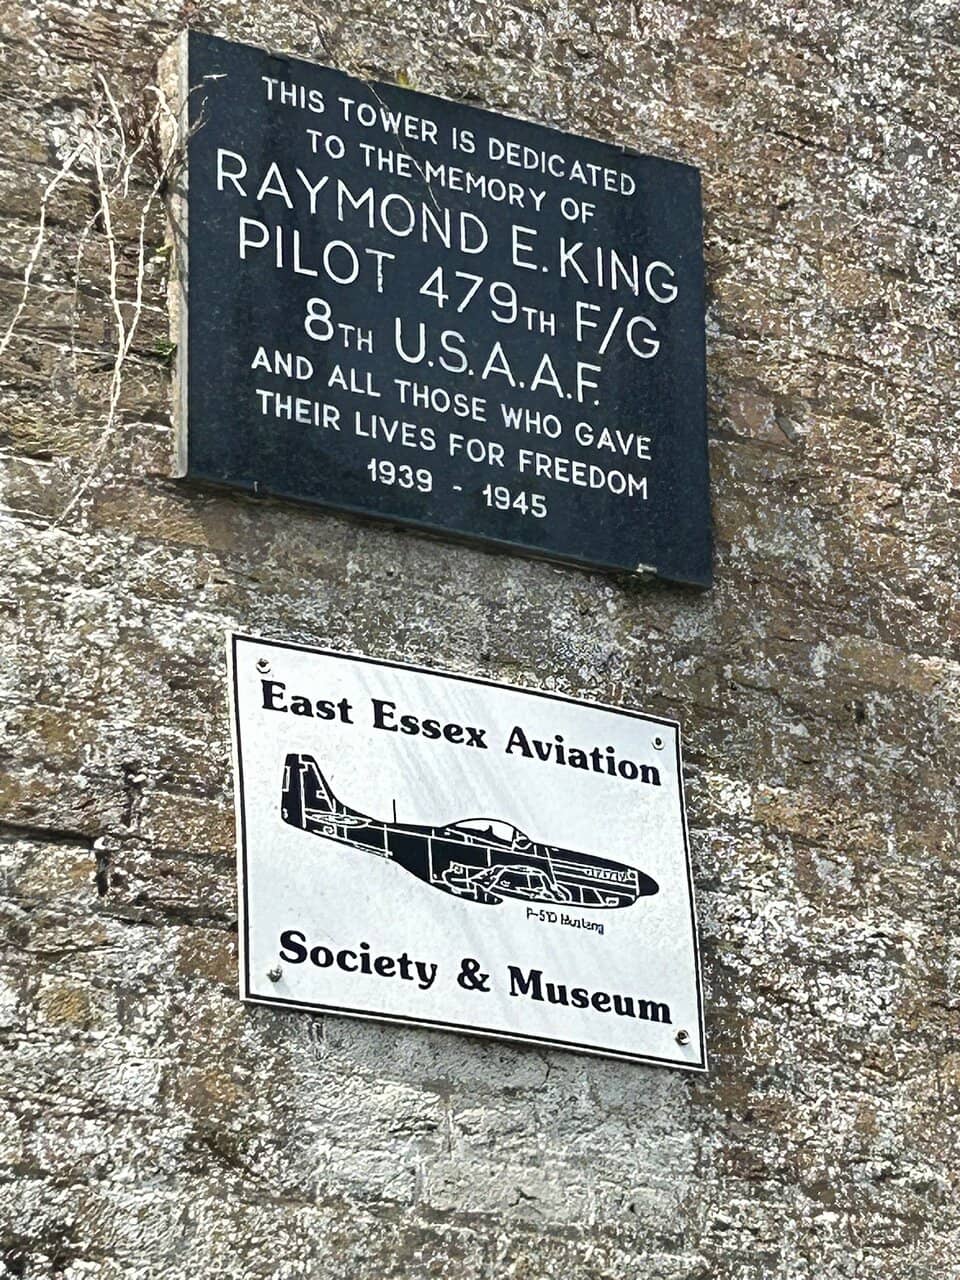 THIS TOWER IS DEDICATED
TO THE MEMORY OF
RAYMOND E. KING
PILOT 479TH F/G
8TH U.S.A.A.F.
AND ALL THOSE WHO GAVE
THEIR LIVES FOR FREEDOM
1939 - 1945
East Essex Aviation
P-51D Mustang
Society & Museum